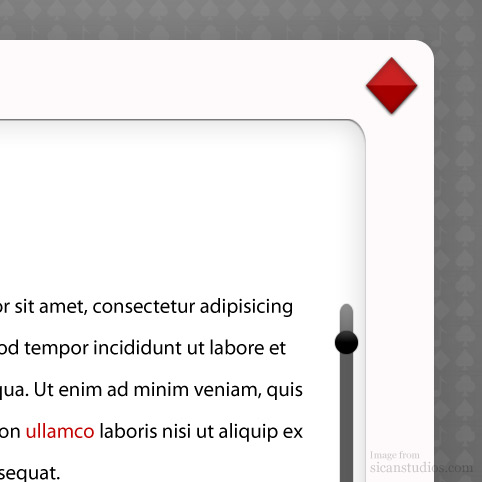 or sit amet, consectetur adipisicing
od tempor incididunt ut labore et
qua. Ut enim ad minim veniam, quis
on ullamco laboris nisi ut aliquip ex
sequat.
Image from
sicanstudios.com